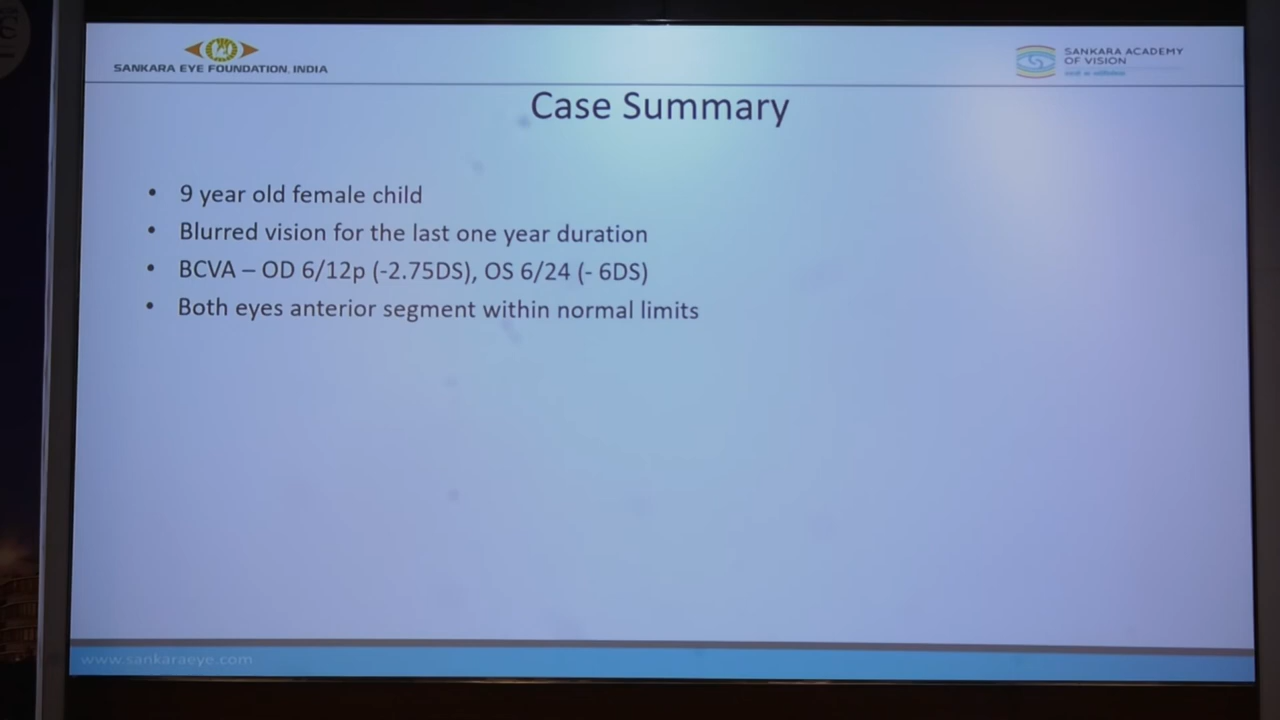 SANKARA EYE FOUNDATION, INDIA
SANKARA ACADEMY
OF VISION
Case Summary
• 9 year old female child
• Blurred vision for the last one year duration
• BCVA – OD 6/12p (-2.75DS), OS 6/24 (- 6DS)
• Both eyes anterior segment within normal limits
www.sankaraeye.com